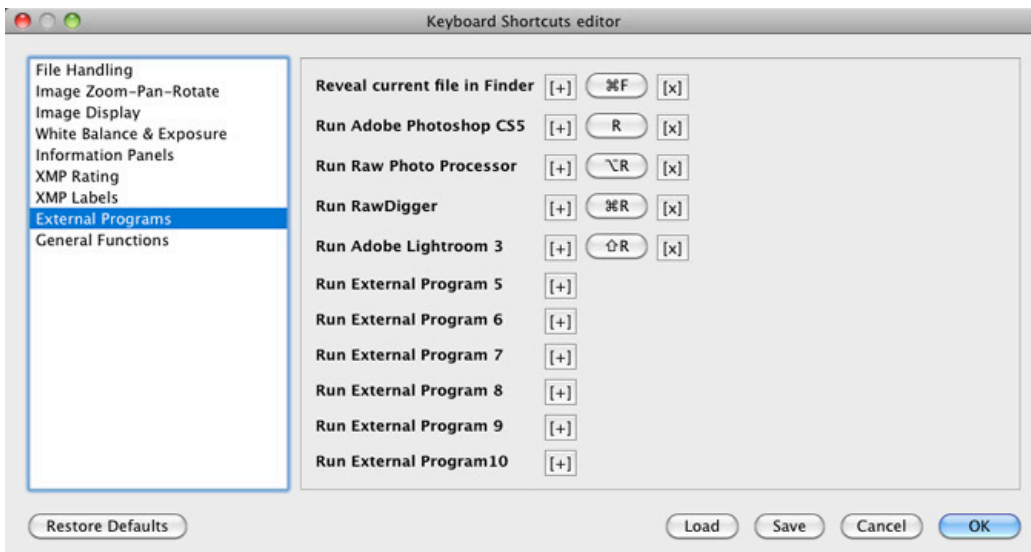 Keyboard Shortcuts editor
File Handling
Image Zoom-Pan-Rotate
Image Display
White Balance & Exposure
Information Panels
XMP Rating
XMP Labels
External Programs
General Functions
Reveal current file in Finder [+] ⌘F [x]
Run Adobe Photoshop CS5 [+] R [x]
Run Raw Photo Processor [+] ⌥R [x]
Run RawDigger [+] ⌘R [x]
Run Adobe Lightroom 3 [+] ⇧R [x]
Run External Program 5 [+]
Run External Program 6 [+]
Run External Program 7 [+]
Run External Program 8 [+]
Run External Program 9 [+]
Run External Program10 [+]
Restore Defaults Load Save Cancel OK